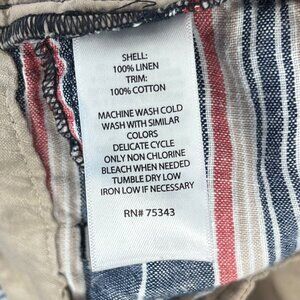 SHELL:
100% LINEN
TRIM:
100% COTTON
MACHINE WASH COLD
WASH WITH SIMILAR
COLORS
DELICATE CYCLE
ONLY NON CHLORINE
BLEACH WHEN NEEDED
TUMBLE DRY LOW
IRON LOW IF NECESSARY
RN# 75343